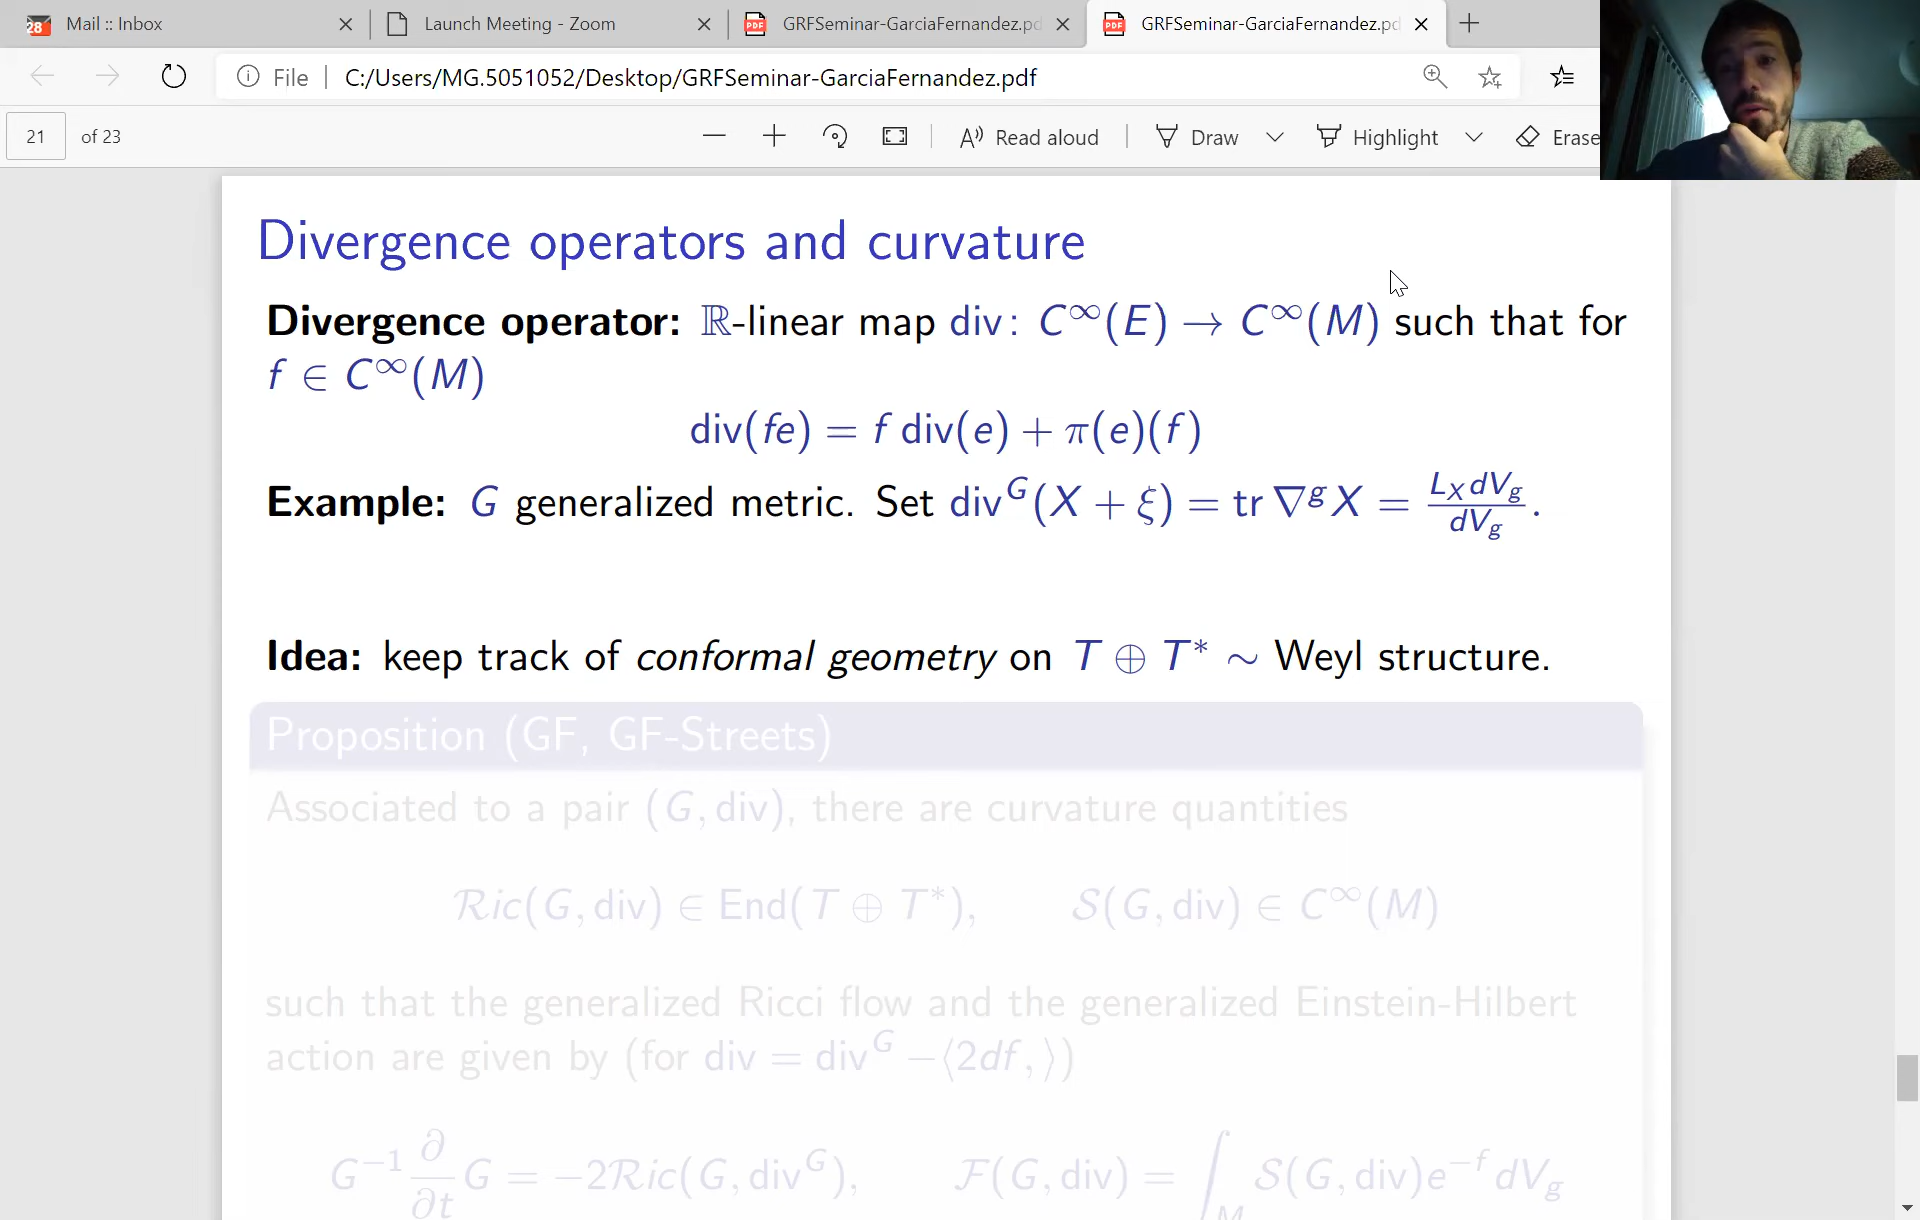 28 Mail :: Inbox
Launch Meeting - Zoom
PDF GRFSeminar-GarciaFernandez.pd
PDF GRFSeminar-GarciaFernandez.pd
File | C:/Users/MG.5051052/Desktop/GRFSeminar-GarciaFernandez.pdf
21 of 23
Read aloud
Draw
Highlight
Erase
Divergence operators and curvature
Divergence operator: ℝ-linear map div: C^∞(E) → C^∞(M) such that for
f ∈ C^∞(M)
div(fe) = f div(e) + π(e)(f)
Example: G generalized metric. Set div^G(X + ξ) = tr ∇^g X = L_X dV_g / dV_g.
Idea: keep track of conformal geometry on T ⊕ T* ~ Weyl structure.
Proposition (GF, GF-Streets)
Associated to a pair (G, div), there are curvature quantities
Ric(G, div) ∈ End(T ⊕ T*), S(G, div) ∈ C^∞(M)
such that the generalized Ricci flow and the generalized Einstein-Hilbert
action are given by (for div = div^G −⟨2df, ⟩)
G^{-1} ∂/∂t G = −2Ric(G, div^G), F(G, div) = ∫_M S(G, div)e^{−f} dV_g